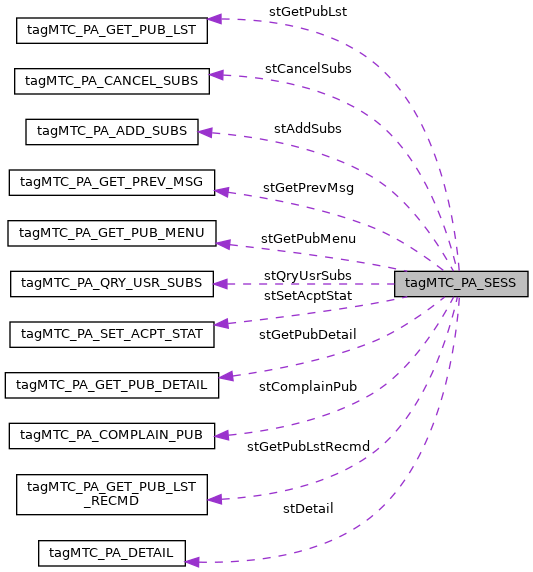 stGetPubLst
tagMTC_PA_GET_PUB_LST
stCancelSubs
tagMTC_PA_CANCEL_SUBS
stAddSubs
tagMTC_PA_ADD_SUBS
stGetPrevMsg
tagMTC_PA_GET_PREV_MSG
stGetPubMenu
tagMTC_PA_GET_PUB_MENU
stQryUsrSubs
tagMTC_PA_QRY_USR_SUBS
tagMTC_PA_SESS
stSetAcptStat
tagMTC_PA_SET_ACPT_STAT
stGetPubDetail
tagMTC_PA_GET_PUB_DETAIL
stComplainPub
tagMTC_PA_COMPLAIN_PUB
stGetPubLstRecmd
tagMTC_PA_GET_PUB_LST
_RECMD
stDetail
tagMTC_PA_DETAIL